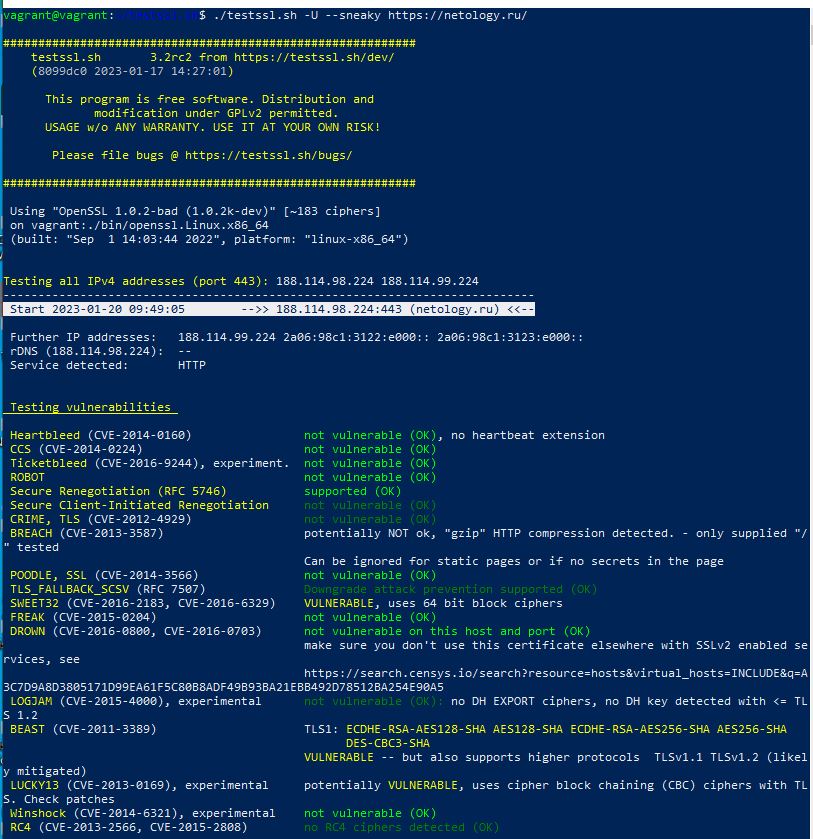 vagrant@vagrant:~/testssl.sh$ ./testssl.sh -U --sneaky https://netology.ru/
###########################################################
testssl.sh       3.2rc2 from https://testssl.sh/dev/
(8099dc0 2023-01-17 14:27:01)
This program is free software. Distribution and
modification under GPLv2 permitted.
USAGE w/o ANY WARRANTY. USE IT AT YOUR OWN RISK!
Please file bugs @ https://testssl.sh/bugs/
###########################################################
Using "OpenSSL 1.0.2-bad (1.0.2k-dev)" [~183 ciphers]
on vagrant:./bin/openssl.Linux.x86_64
(built: "Sep  1 14:03:44 2022", platform: "linux-x86_64")
Testing all IPv4 addresses (port 443): 188.114.98.224 188.114.99.224
----------------------------------------------------------------------------
Start 2023-01-20 09:49:05        -->> 188.114.98.224:443 (netology.ru) <<--
Further IP addresses:   188.114.99.224 2a06:98c1:3122:e000:: 2a06:98c1:3123:e000::
rDNS (188.114.98.224):  --
Service detected:       HTTP
Testing vulnerabilities
Heartbleed (CVE-2014-0160)                not vulnerable (OK), no heartbeat extension
CCS (CVE-2014-0224)                       not vulnerable (OK)
Ticketbleed (CVE-2016-9244), experiment.  not vulnerable (OK)
ROBOT                                     not vulnerable (OK)
Secure Renegotiation (RFC 5746)           supported (OK)
Secure Client-Initiated Renegotiation     not vulnerable (OK)
CRIME, TLS (CVE-2012-4929)                not vulnerable (OK)
BREACH (CVE-2013-3587)                    potentially NOT ok, "gzip" HTTP compression detected. - only supplied "/
" tested
Can be ignored for static pages or if no secrets in the page
POODLE, SSL (CVE-2014-3566)               not vulnerable (OK)
TLS_FALLBACK_SCSV (RFC 7507)              Downgrade attack prevention supported (OK)
SWEET32 (CVE-2016-2183, CVE-2016-6329)    VULNERABLE, uses 64 bit block ciphers
FREAK (CVE-2015-0204)                     not vulnerable (OK)
DROWN (CVE-2016-0800, CVE-2016-0703)      not vulnerable on this host and port (OK)
make sure you don't use this certificate elsewhere with SSLv2 enabled se
rvices, see
https://search.censys.io/search?resource=hosts&virtual_hosts=INCLUDE&q=A
3C7D9A8D3805171D99EA61F5C80B8ADF49B93BA21EBB492D78512BA254E90A5
LOGJAM (CVE-2015-4000), experimental      not vulnerable (OK): no DH EXPORT ciphers, no DH key detected with <= TL
S 1.2
BEAST (CVE-2011-3389)                     TLS1: ECDHE-RSA-AES128-SHA AES128-SHA ECDHE-RSA-AES256-SHA AES256-SHA
DES-CBC3-SHA
VULNERABLE -- but also supports higher protocols  TLSv1.1 TLSv1.2 (likel
y mitigated)
LUCKY13 (CVE-2013-0169), experimental     potentially VULNERABLE, uses cipher block chaining (CBC) ciphers with TL
S. Check patches
Winshock (CVE-2014-6321), experimental    not vulnerable (OK)
RC4 (CVE-2013-2566, CVE-2015-2808)        no RC4 ciphers detected (OK)